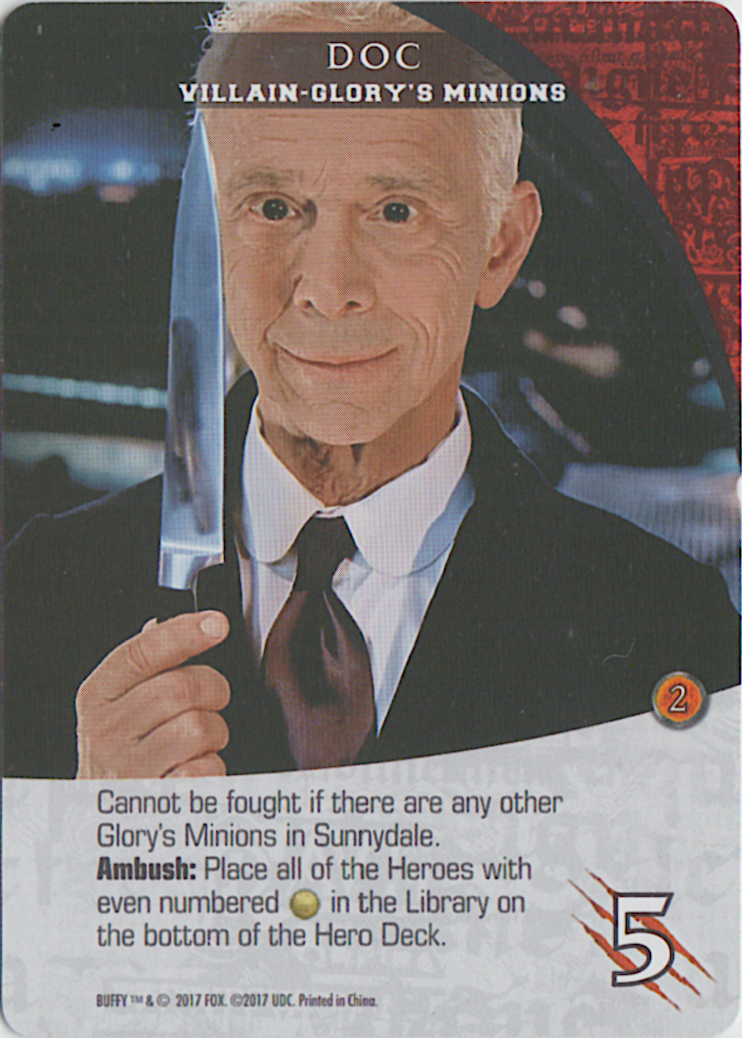 DOC
VILLAIN-GLORY'S MINIONS
2
Cannot be fought if there are any other
Glory's Minions in Sunnydale.
Ambush: Place all of the Heroes with
even numbered in the Library on
the bottom of the Hero Deck.
5
BUFFY TM & © 2017 FOX. ©2017 UDC. Printed in China.